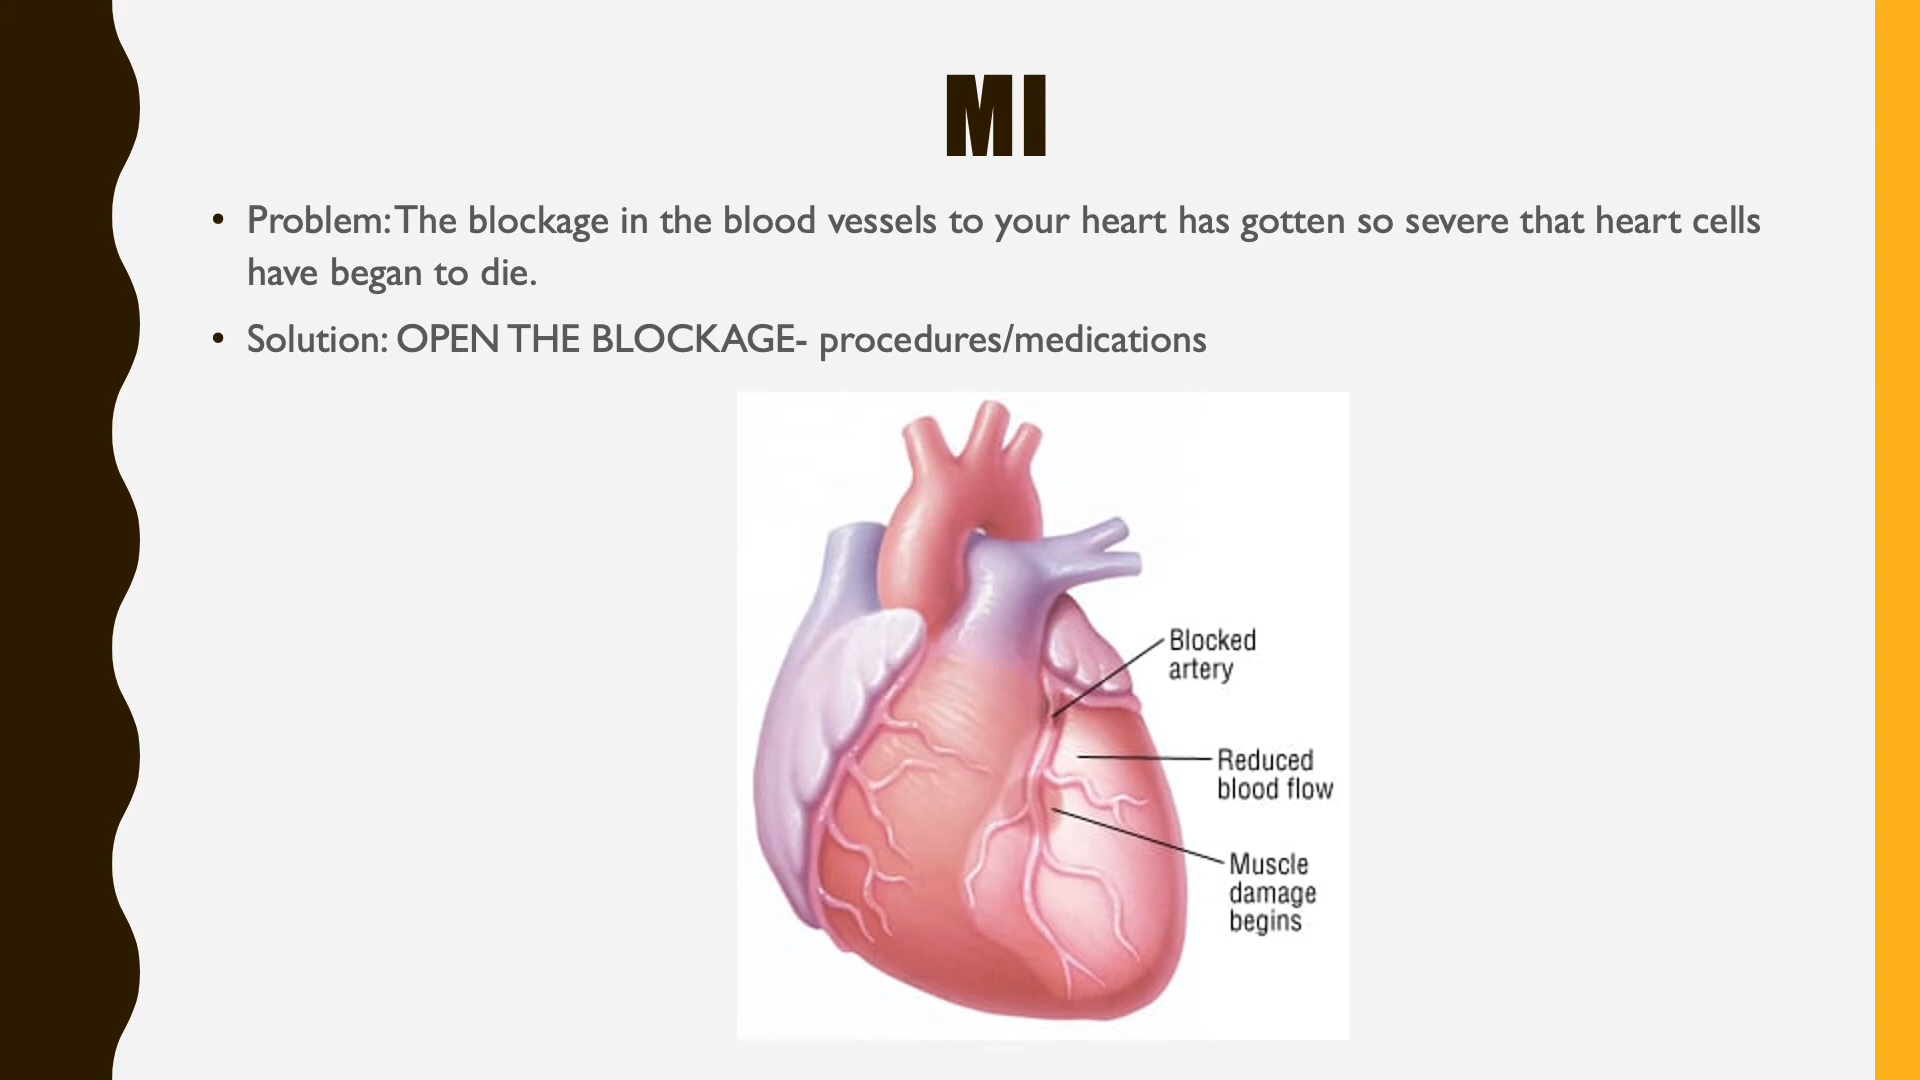 MI
• Problem: The blockage in the blood vessels to your heart has gotten so severe that heart cells
have began to die.
• Solution: OPEN THE BLOCKAGE- procedures/medications
Blocked
artery
Reduced
blood flow
Muscle
damage
begins